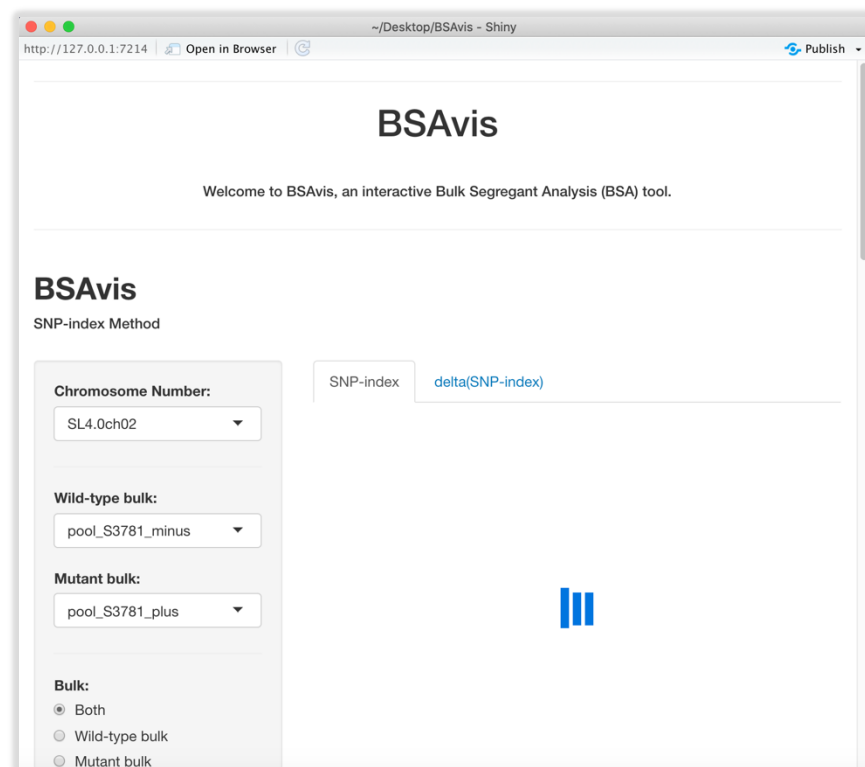 ~/Desktop/BSAvis - Shiny
http://127.0.0.1:7214 Open in Browser Publish
BSAvis
Welcome to BSAvis, an interactive Bulk Segregant Analysis (BSA) tool.
BSAvis
SNP-index Method
Chromosome Number:
SL4.0ch02
Wild-type bulk:
pool_S3781_minus
Mutant bulk:
pool_S3781_plus
Bulk:
Both
Wild-type bulk
Mutant bulk
SNP-index delta(SNP-index)